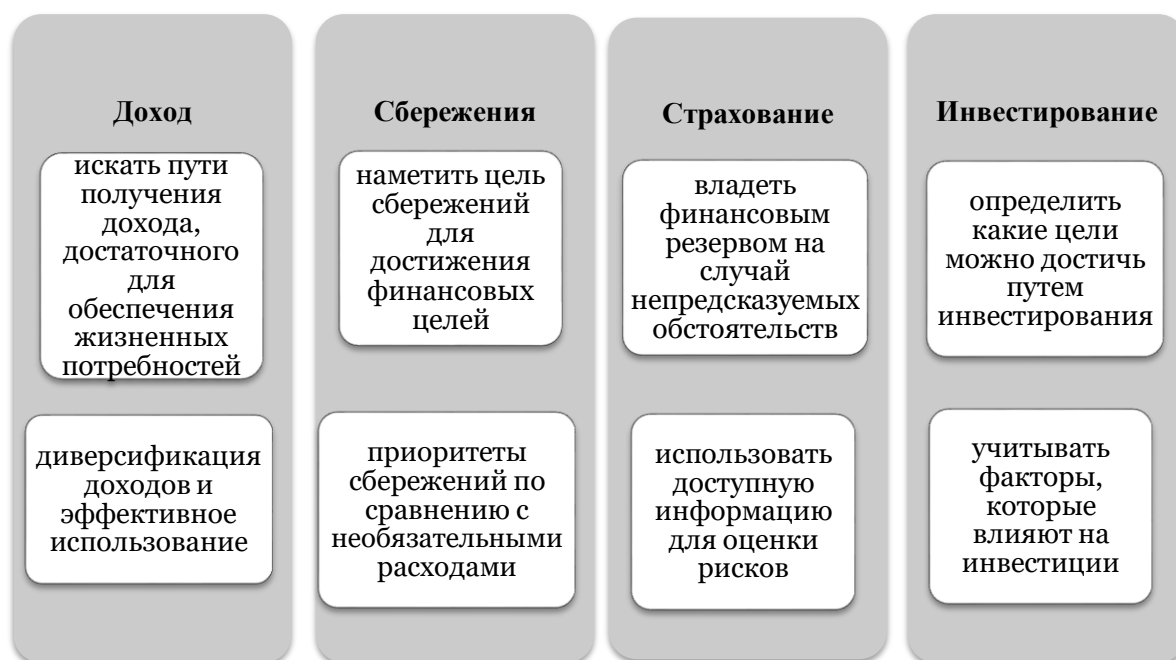 Доход
искать пути
получения
дохода,
достаточного
для
обеспечения
жизненных
потребностей
диверсификация
доходов и
эффективное
использование
Сбережения
наметить цель
сбережений
для
достижения
финансовых
целей
приоритеты
сбережений по
сравнению с
необязательными
расходами
Страхование
владеть
финансовым
резервом на
случай
непредсказуемых
обстоятельств
использовать
доступную
информацию
для оценки
рисков
Инвестирование
определить
какие цели
можно достичь
путем
инвестирования
учитывать
факторы,
которые
влияют на
инвестиции